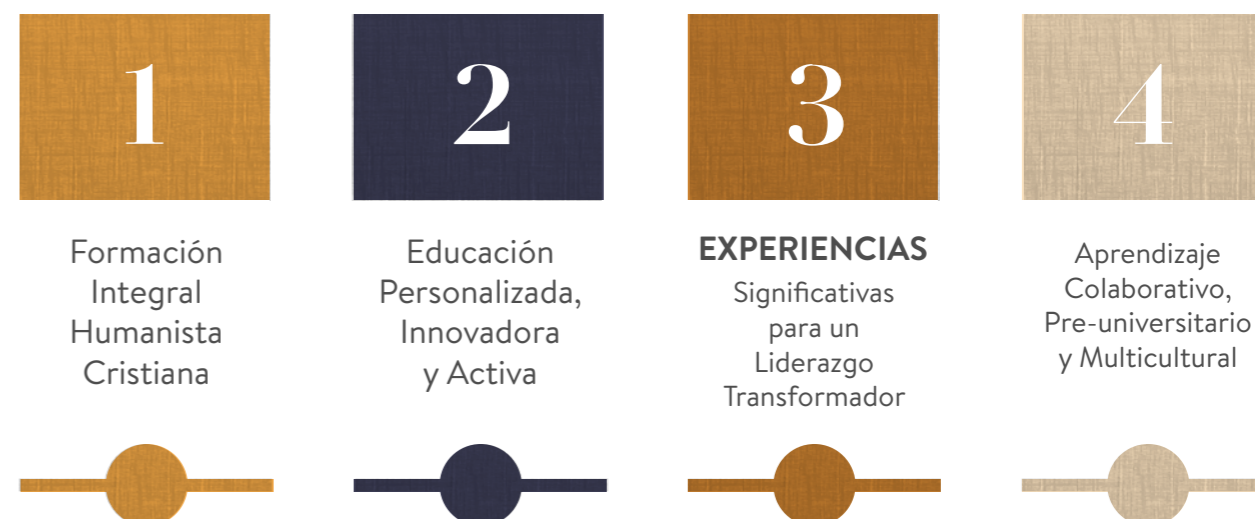 1
Formación
Integral
Humanista
Cristiana
2
Educación
Personalizada,
Innovadora
y Activa
3
EXPERIENCIAS
Significativas
para un
Liderazgo
Transformador
4
Aprendizaje
Colaborativo,
Pre-universitario
y Multicultural